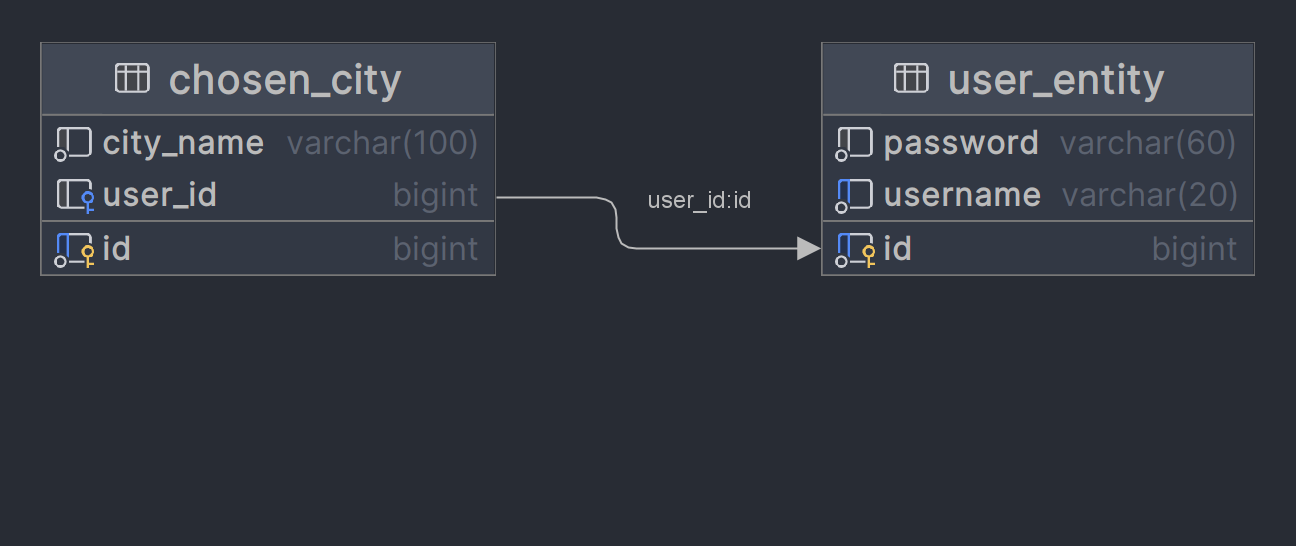 chosen_city
city_name varchar(100)
user_id bigint
id bigint
user_id:id
user_entity
password varchar(60)
username varchar(20)
id bigint